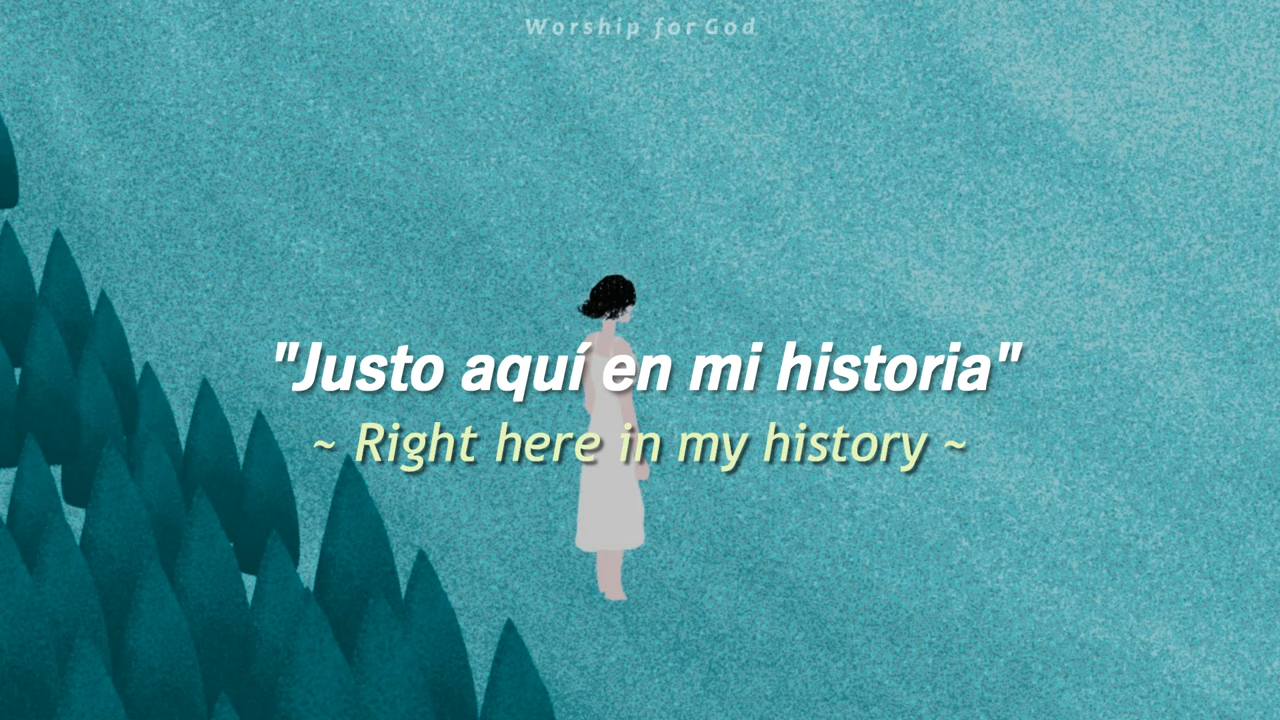 Worship for God
"Justo aquí en mi historia"
~ Right here in my history ~